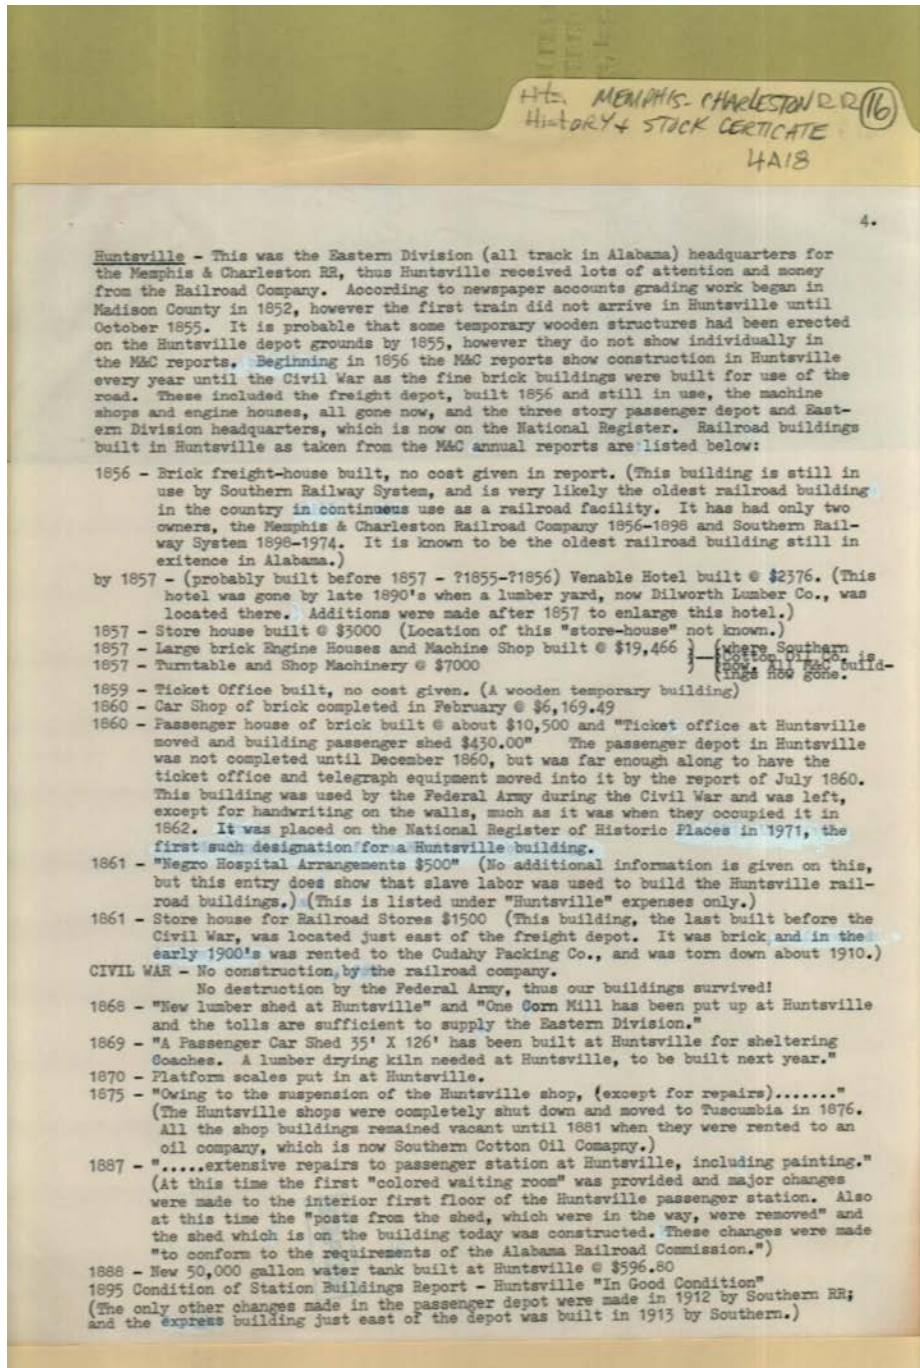 Hts MEMPHIS-CHARLESTON RR (16)
HistORY + STOCK CERTICATE
4A18
4.
Huntsville - This was the Eastern Division (all track in Alabama) headquarters for
the Memphis & Charleston RR, thus Huntsville received lots of attention and money
from the Railroad Company. According to newspaper accounts grading work began in
Madison County in 1852, however the first train did not arrive in Huntsville until
October 1855. It is probable that some temporary wooden structures had been erected
on the Huntsville depot grounds by 1855, however they do not show individually in
the M&C reports. Beginning in 1856 the M&C reports show construction in Huntsville
every year until the Civil War as the fine brick buildings were built for use of the
road. These included the freight depot, built 1856 and still in use, the machine
shops and engine houses, all gone now, and the three story passenger depot and East-
ern Division headquarters, which is now on the National Register. Railroad buildings
built in Huntsville as taken from the M&C annual reports are listed below:
1856 - Brick freight-house built, no cost given in report. (This building is still in
use by Southern Railway System, and is very likely the oldest railroad building
in the country in continuous use as a railroad facility. It has had only two
owners, the Memphis & Charleston Railroad Company 1856-1898 and Southern Rail-
way System 1898-1974. It is known to be the oldest railroad building still in
exitence in Alabama.)
by 1857 - (probably built before 1857 - ?1855-?1856) Venable Hotel built @ $2376. (This
hotel was gone by late 1890's when a lumber yard, now Dilworth Lumber Co., was
located there. Additions were made after 1857 to enlarge this hotel.)
1857 - Store house built @ $3000 (Location of this "store-house" not known.)
1857 - Large brick Engine Houses and Machine Shop built @ $19,466 ) (where Southern
1857 - Turntable and Shop Machinery @ $7000 )—(Cotton Oil Co. is
(now. All M&C build-
(ings now gone.
1859 - Ticket Office built, no cost given. (A wooden temporary building)
1860 - Car Shop of brick completed in February @ $6,169.49
1860 - Passenger house of brick built @ about $10,500 and "Ticket office at Huntsville
moved and building passenger shed $430.00" The passenger depot in Huntsville
was not completed until December 1860, but was far enough along to have the
ticket office and telegraph equipment moved into it by the report of July 1860.
This building was used by the Federal Army during the Civil War and was left,
except for handwriting on the walls, much as it was when they occupied it in
1862. It was placed on the National Register of Historic Places in 1971, the
first such designation for a Huntsville building.
1861 - "Negro Hospital Arrangements $500" (No additional information is given on this,
but this entry does show that slave labor was used to build the Huntsville rail-
road buildings.) (This is listed under "Huntsville" expenses only.)
1861 - Store house for Railroad Stores $1500 (This building, the last built before the
Civil War, was located just east of the freight depot. It was brick and in the
early 1900's was rented to the Cudahy Packing Co., and was torn down about 1910.)
CIVIL WAR - No construction by the railroad company.
No destruction by the Federal Army, thus our buildings survived!
1868 - "New lumber shed at Huntsville" and "One Corn Mill has been put up at Huntsville
and the tolls are sufficient to supply the Eastern Division."
1869 - "A Passenger Car Shed 35' X 126' has been built at Huntsville for sheltering
Coaches. A lumber drying kiln needed at Huntsville, to be built next year."
1870 - Platform scales put in at Huntsville.
1875 - "Owing to the suspension of the Huntsville shop, (except for repairs)......."
(The Huntsville shops were completely shut down and moved to Tuscumbia in 1876.
All the shop buildings remained vacant until 1881 when they were rented to an
oil company, which is now Southern Cotton Oil Comapny.)
1887 - ".....extensive repairs to passenger station at Huntsville, including painting."
(At this time the first "colored waiting room" was provided and major changes
were made to the interior first floor of the Huntsville passenger station. Also
at this time the "posts from the shed, which were in the way, were removed" and
the shed which is on the building today was constructed. These changes were made
"to conform to the requirements of the Alabama Railroad Commission.")
1888 - New 50,000 gallon water tank built at Huntsville @ $596.80
1895 Condition of Station Buildings Report - Huntsville "In Good Condition"
(The only other changes made in the passenger depot were made in 1912 by Southern RR;
and the express building just east of the depot was built in 1913 by Southern.)